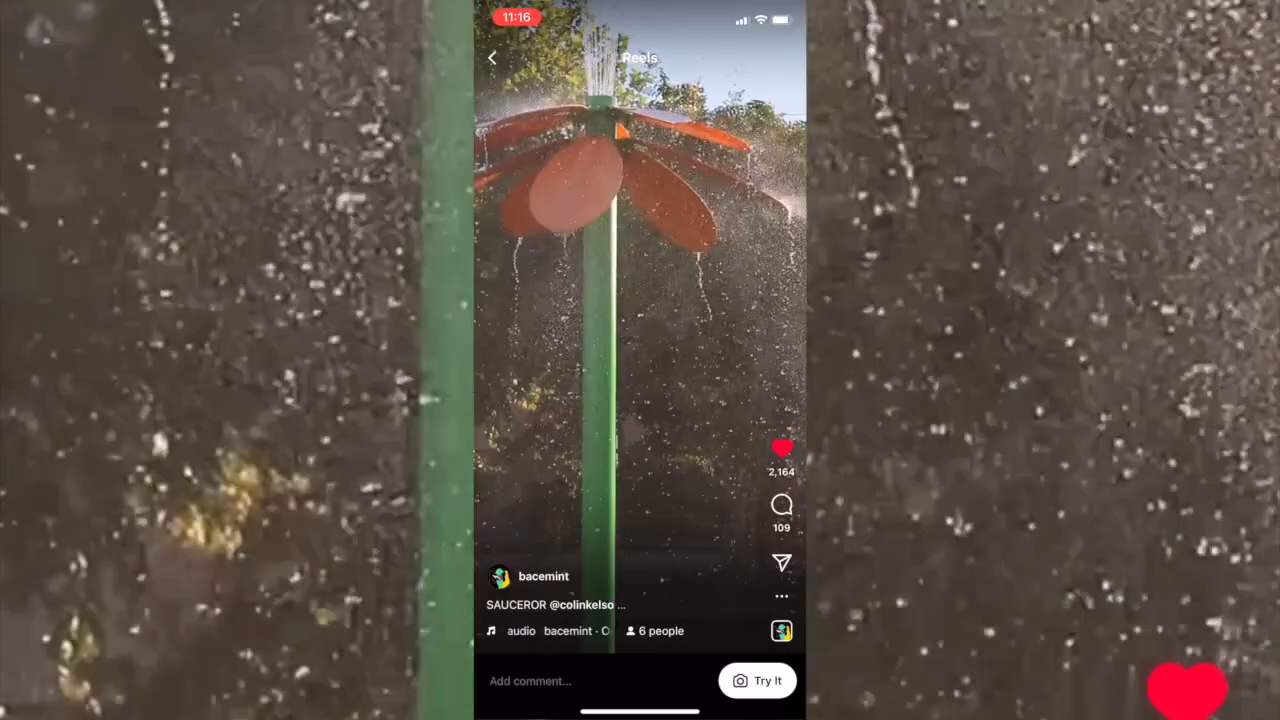 11:16
Reels
2,164
109
bacemint
SAUCEROR @colinkelso ...
audio bacemint · O
6 people
Add comment...
Try It